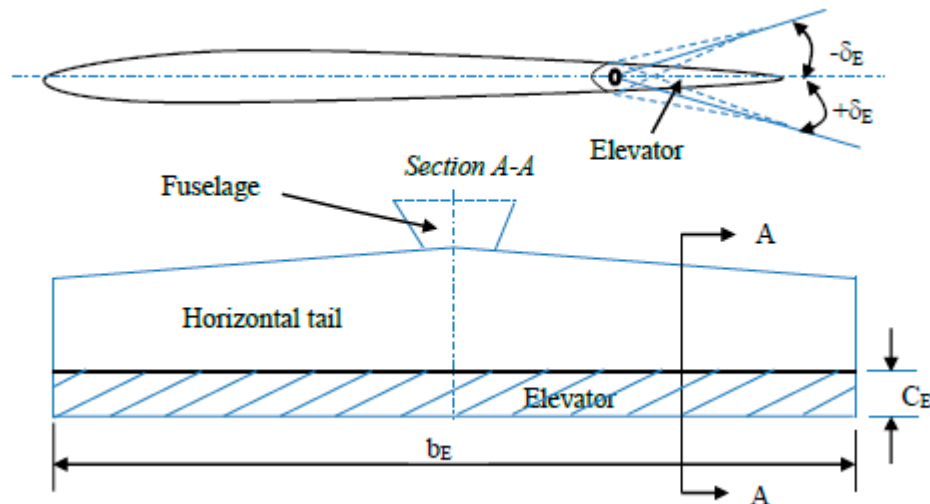 -δE
+δE
Elevator
Section A-A
Fuselage
A
Horizontal tail
Elevator
CE
bE
A